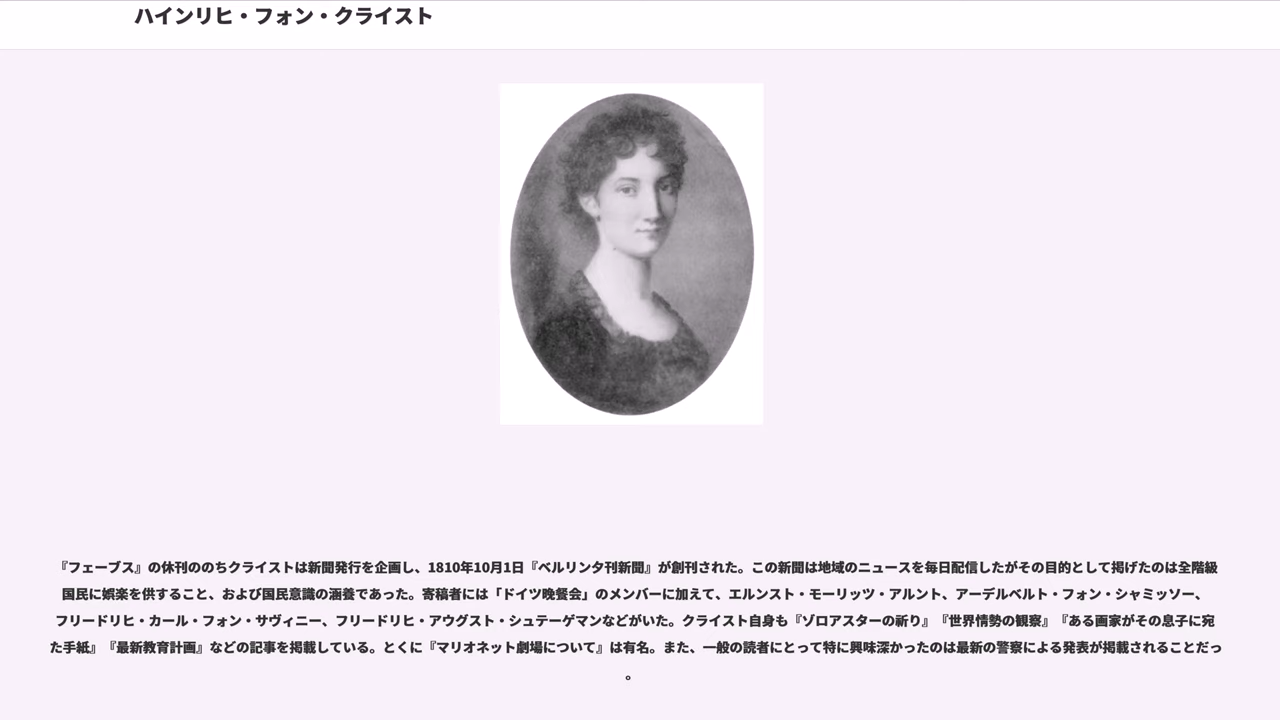 ハインリヒ・フォン・クライスト
『フェーブス』の休刊ののちクライストは新聞発行を企画し、1810年10月1日『ベルリン夕刊新聞』が創刊された。この新聞は地域のニュースを毎日配信したがその目的として掲げたのは全階級
国民に娯楽を供すること、および国民意識の涵養であった。寄稿者には「ドイツ晩餐会」のメンバーに加えて、エルンスト・モーリッツ・アルント、アーデルベルト・フォン・シャミッソー、
フリードリヒ・カール・フォン・サヴィニー、フリードリヒ・アウグスト・シュテーゲマンなどがいた。クライスト自身も『ゾロアスターの祈り』『世界情勢の観察』『ある画家がその息子に宛
た手紙』『最新教育計画』などの記事を掲載している。とくに『マリオネット劇場について』は有名。また、一般の読者にとって特に興味深かったのは最新の警察による発表が掲載されることだっ
。